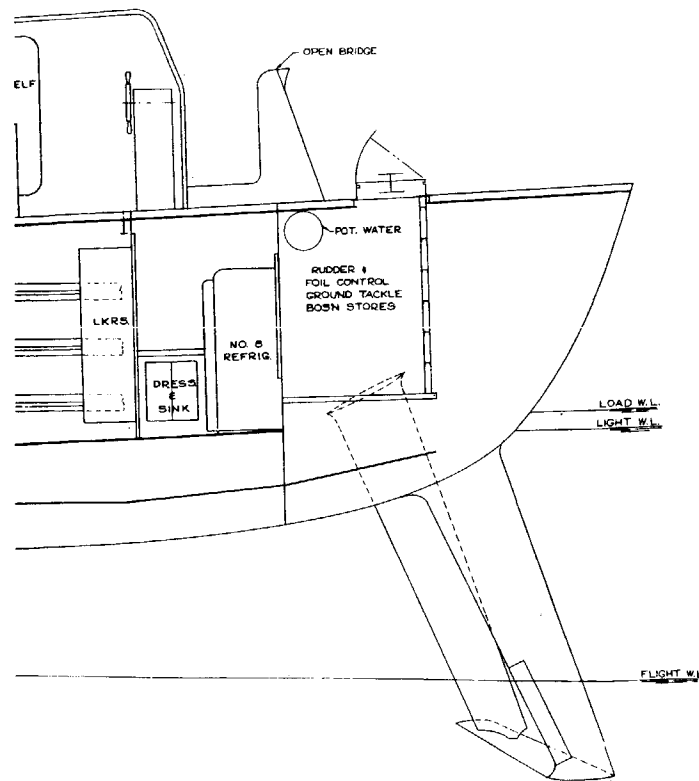 OPEN BRIDGE
ELF
POT. WATER
RUDDER &
FOIL CONTROL
GROUND TACKLE
BOS'N STORES
LKRS.
NO. 8
REFRIG.
DRESS.
&
SINK
LOAD W.L.
LIGHT W.L.
FLIGHT W.L